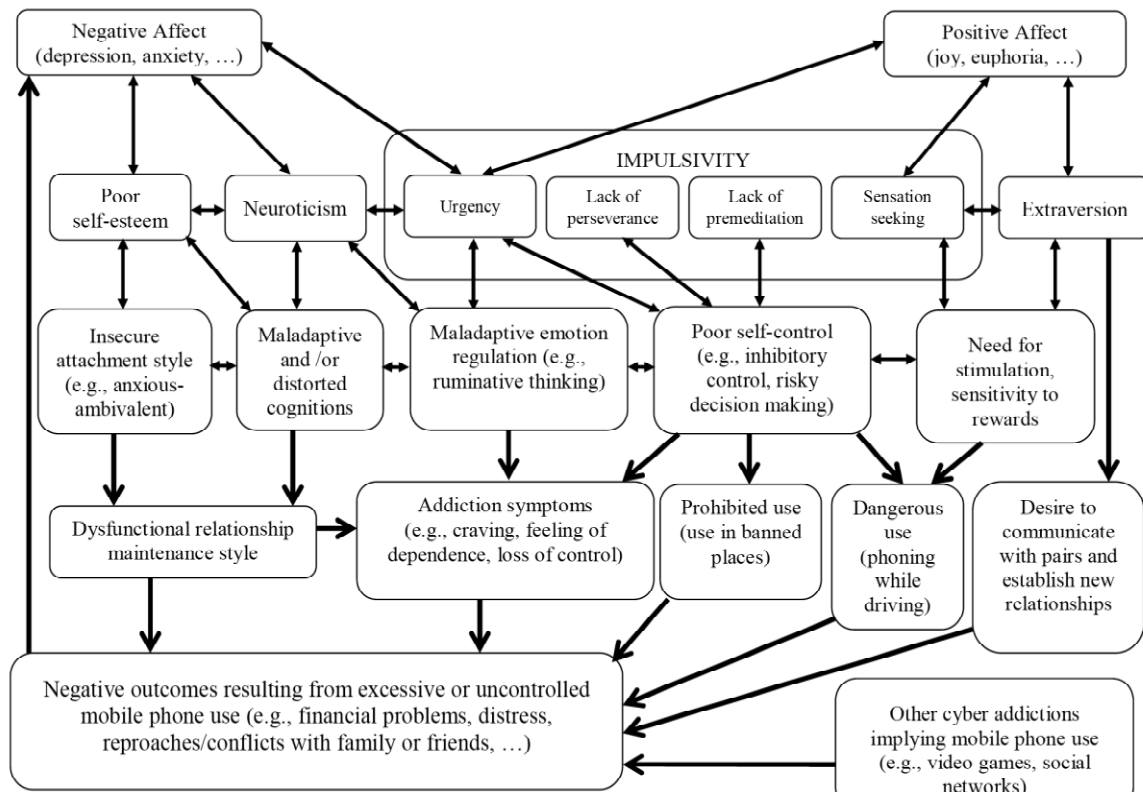 Negative Affect
(depression, anxiety, …)
Positive Affect
(joy, euphoria, …)
IMPULSIVITY
Poor
self-esteem
Neuroticism
Urgency
Lack of
perseverance
Lack of
premeditation
Sensation
seeking
Extraversion
Insecure
attachment style
(e.g., anxious-
ambivalent)
Maladaptive
and /or
distorted
cognitions
Maladaptive emotion
regulation (e.g.,
ruminative thinking)
Poor self-control
(e.g., inhibitory
control, risky
decision making)
Need for
stimulation,
sensitivity to
rewards
Dysfunctional relationship
maintenance style
Addiction symptoms
(e.g., craving, feeling of
dependence, loss of control)
Prohibited use
(use in banned
places)
Dangerous
use
(phoning
while
driving)
Desire to
communicate
with pairs and
establish new
relationships
Negative outcomes resulting from excessive or uncontrolled
mobile phone use (e.g., financial problems, distress,
reproaches/conflicts with family or friends, …)
Other cyber addictions
implying mobile phone use
(e.g., video games, social
networks)